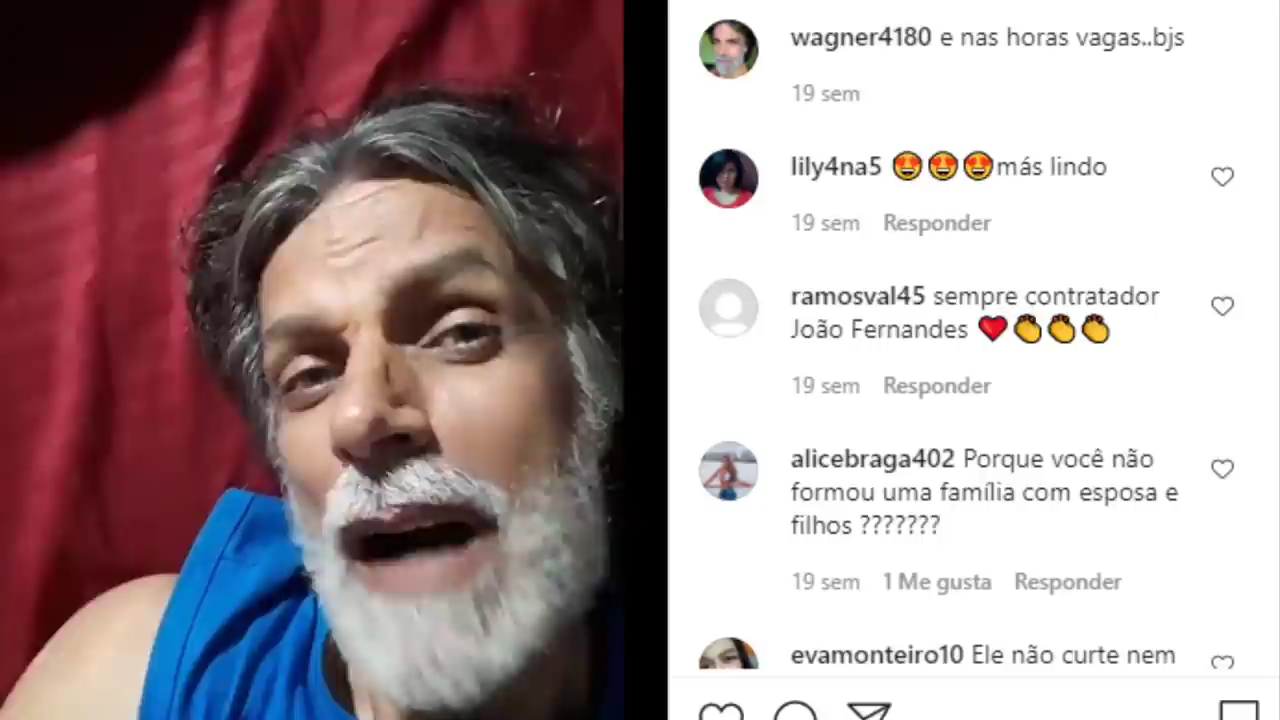 wagner4180 e nas horas vagas..bjs
19 sem
lily4na5 😍😍😍más lindo
19 sem Responder
ramosval45 sempre contratador
João Fernandes ❤️👏👏👏
19 sem Responder
alicebraga402 Porque você não
formou uma família com esposa e
filhos ???????
19 sem 1 Me gusta Responder
evamonteiro10 Ele não curte nem